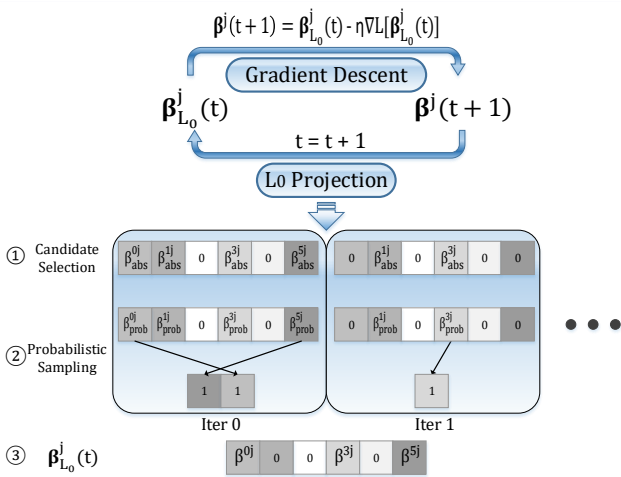 𝛃^j(t+1) = 𝛃^j_{L_0}(t) - η∇L[𝛃^j_{L_0}(t)]
Gradient Descent
𝛃^j_{L_0}(t) 𝛃^j(t + 1)
t = t + 1
L0 Projection
① Candidate Selection
β^{0j}_{abs} β^{1j}_{abs} 0 β^{3j}_{abs} 0 β^{5j}_{abs} 0 β^{1j}_{abs} 0 β^{3j}_{abs} 0 0
β^{0j}_{prob} β^{1j}_{prob} 0 β^{3j}_{prob} 0 β^{5j}_{prob} 0 β^{1j}_{prob} 0 β^{3j}_{prob} 0 0
② Probabilistic Sampling
1 1 1
Iter 0 Iter 1
③ 𝛃^j_{L_0}(t) β^{0j} 0 0 β^{3j} 0 β^{5j}